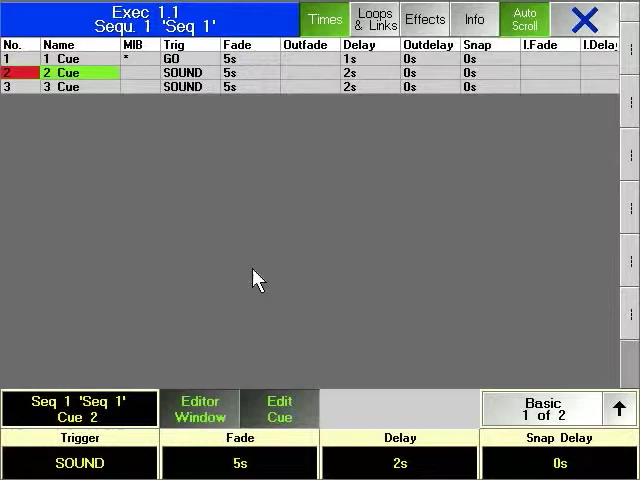 Exec 1.1
Sequ. 1 'Seq 1'
Times
Loops
& Links
Effects
Info
Auto
Scroll
No. Name MIB Trig Fade Outfade Delay Outdelay Snap I.Fade I.Dela
1 1 Cue * GO 5s 1s 0s 0s
2 2 Cue SOUND 5s 2s 0s 0s
3 3 Cue SOUND 5s 2s 0s 0s
Seq 1 'Seq 1'
Cue 2
Editor
Window
Edit
Cue
Basic
1 of 2
Trigger Fade Delay Snap Delay
SOUND 5s 2s 0s